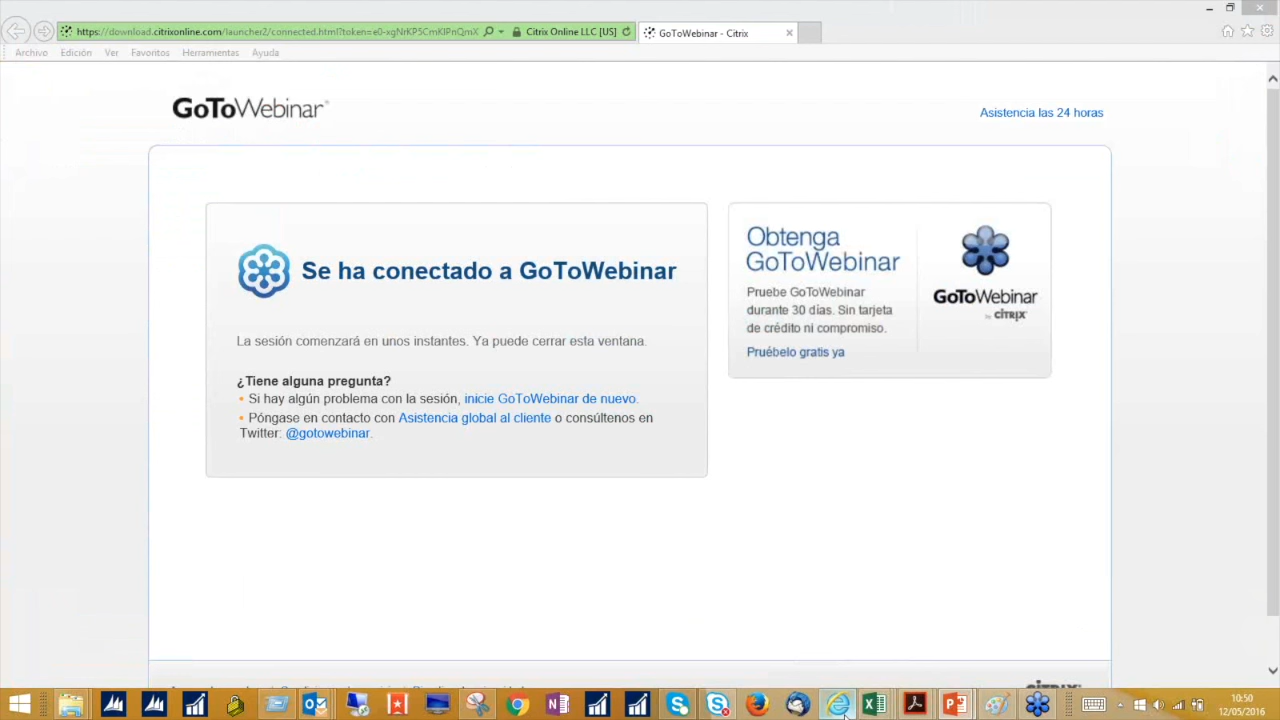 https://download.citrixonline.com/launcher2/connected.html?token=e0-xgNrKP5CmKIPnQmX
Citrix Online LLC [US]
GoToWebinar - Citrix
Archivo Edición Ver Favoritos Herramientas Ayuda
GoToWebinar®
Asistencia las 24 horas
Se ha conectado a GoToWebinar
La sesión comenzará en unos instantes. Ya puede cerrar esta ventana.
¿Tiene alguna pregunta?
• Si hay algún problema con la sesión, inicie GoToWebinar de nuevo.
• Póngase en contacto con Asistencia global al cliente o consúltenos en
Twitter: @gotowebinar.
Obtenga
GoToWebinar
Pruebe GoToWebinar
durante 30 días. Sin tarjeta
de crédito ni compromiso.
Pruébelo gratis ya
GoToWebinar
by CITRIX
10:50
12/05/2016